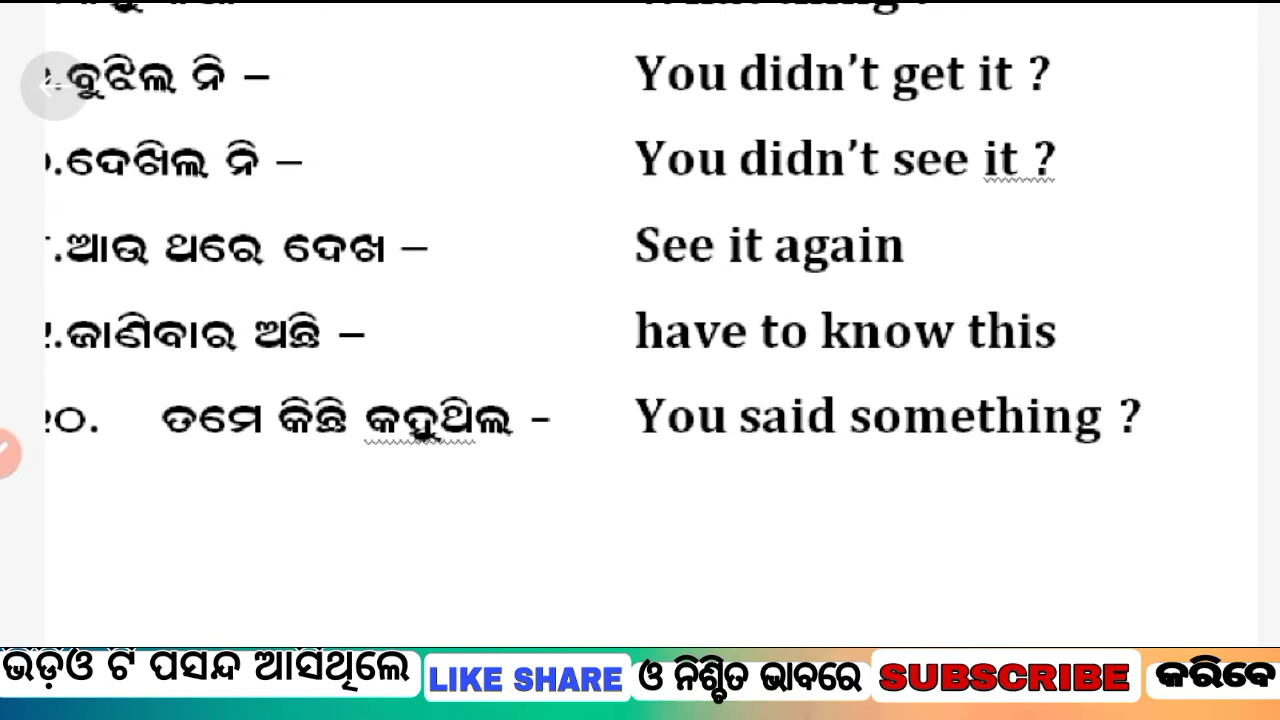 .ବୁଝିଲ ନି – You didn't get it ?
.ଦେଖିଲ ନି – You didn't see it ?
.ଆଉ ଥରେ ଦେଖ – See it again
.ଜାଣିବାର ଅଛି – have to know this
୨୦. ତମେ କିଛି କହୁଥିଲ - You said something ?
ଭିଡ଼ିଓ ଟି ପସନ୍ଦ ଆସିଥିଲେ LIKE SHARE ଓ ନିଶ୍ଚିତ ଭାବରେ SUBSCRIBE କରିବେ